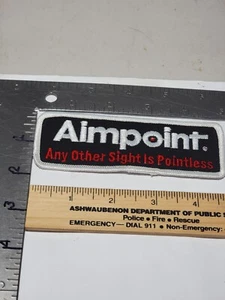 Aimpoint®
Any Other Sight Is Pointless
1 2 3 4
ASHWAUBENON DEPARTMENT OF PUBLIC S
Police • Fire • Rescue
EMERGENCY— DIAL 911 • Non-Emergency: